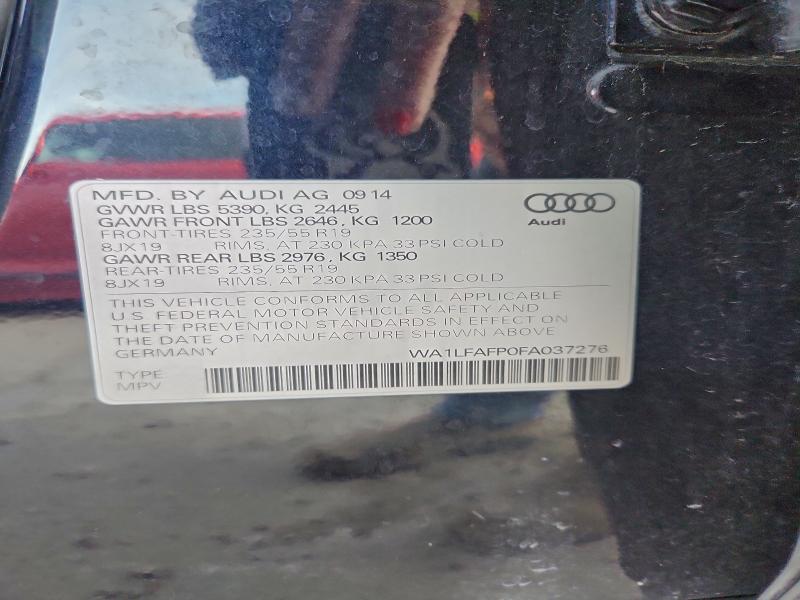 MFD. BY AUDI AG 09 14
GVWR LBS 5390, KG 2445
GAWR FRONT LBS 2646, KG 1200
FRONT-TIRES 235/55 R19
8JX19 RIMS, AT 230 KPA 33 PSI COLD
GAWR REAR LBS 2976, KG 1350
REAR-TIRES 235/55 R19
8JX19 RIMS, AT 230 KPA 33 PSI COLD
Audi
THIS VEHICLE CONFORMS TO ALL APPLICABLE
U.S. FEDERAL MOTOR VEHICLE SAFETY AND
THEFT PREVENTION STANDARDS IN EFFECT ON
THE DATE OF MANUFACTURE SHOWN ABOVE
GERMANY WA1LFAFP0FA037276
TYPE
MPV